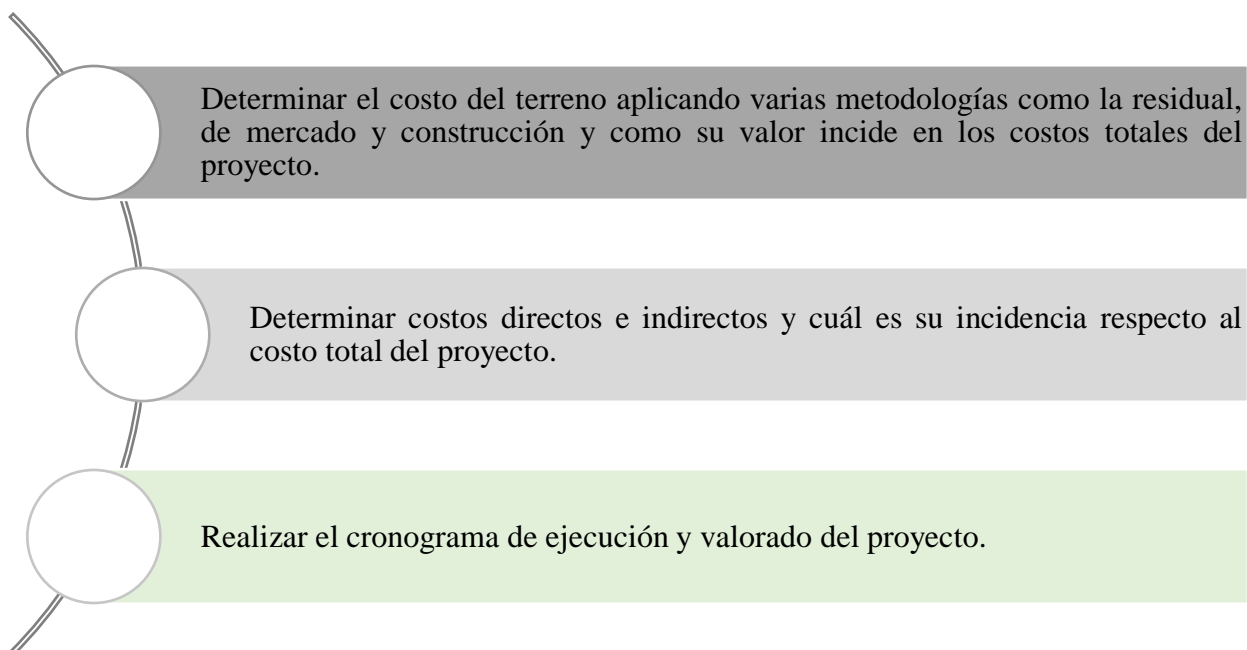 Determinar el costo del terreno aplicando varias metodologías como la residual,
de mercado y construcción y como su valor incide en los costos totales del
proyecto.
Determinar costos directos e indirectos y cuál es su incidencia respecto al
costo total del proyecto.
Realizar el cronograma de ejecución y valorado del proyecto.